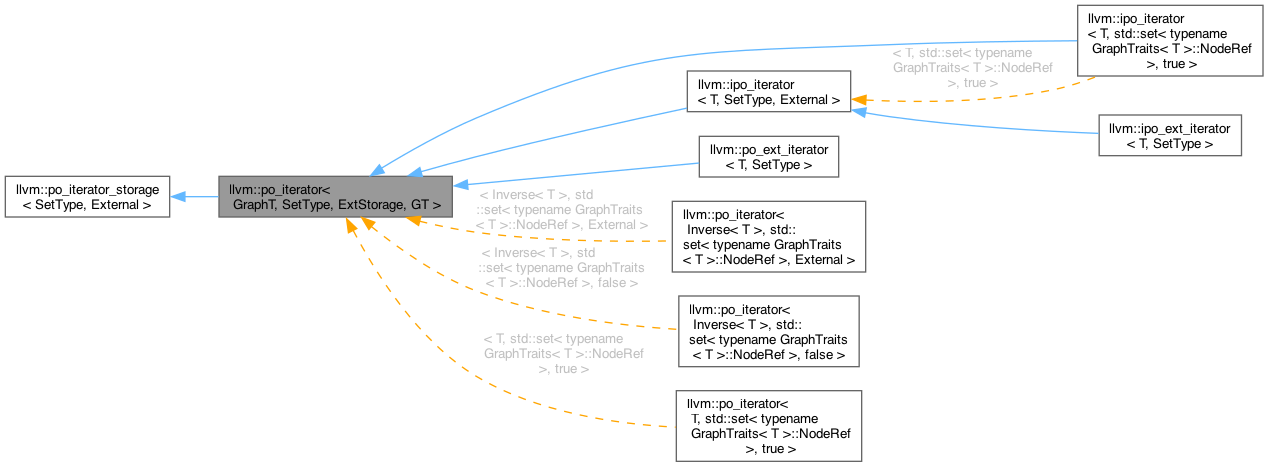 llvm::po_iterator_storage
< SetType, External >
llvm::po_iterator<
GraphT, SetType, ExtStorage, GT >
llvm::ipo_iterator
< T, SetType, External >
llvm::po_ext_iterator
< T, SetType >
< Inverse< T >, std
::set< typename GraphTraits
< T >::NodeRef >, External >
llvm::po_iterator<
Inverse< T >, std::
set< typename GraphTraits
< T >::NodeRef >, External >
< Inverse< T >, std
::set< typename GraphTraits
< T >::NodeRef >, false >
llvm::po_iterator<
Inverse< T >, std::
set< typename GraphTraits
< T >::NodeRef >, false >
< T, std::set< typename
GraphTraits< T >::NodeRef
>, true >
llvm::po_iterator<
T, std::set< typename
GraphTraits< T >::NodeRef
>, true >
< T, std::set< typename
GraphTraits< T >::NodeRef
>, true >
llvm::ipo_iterator
< T, std::set< typename
GraphTraits< T >::NodeRef
>, true >
llvm::ipo_ext_iterator
< T, SetType >